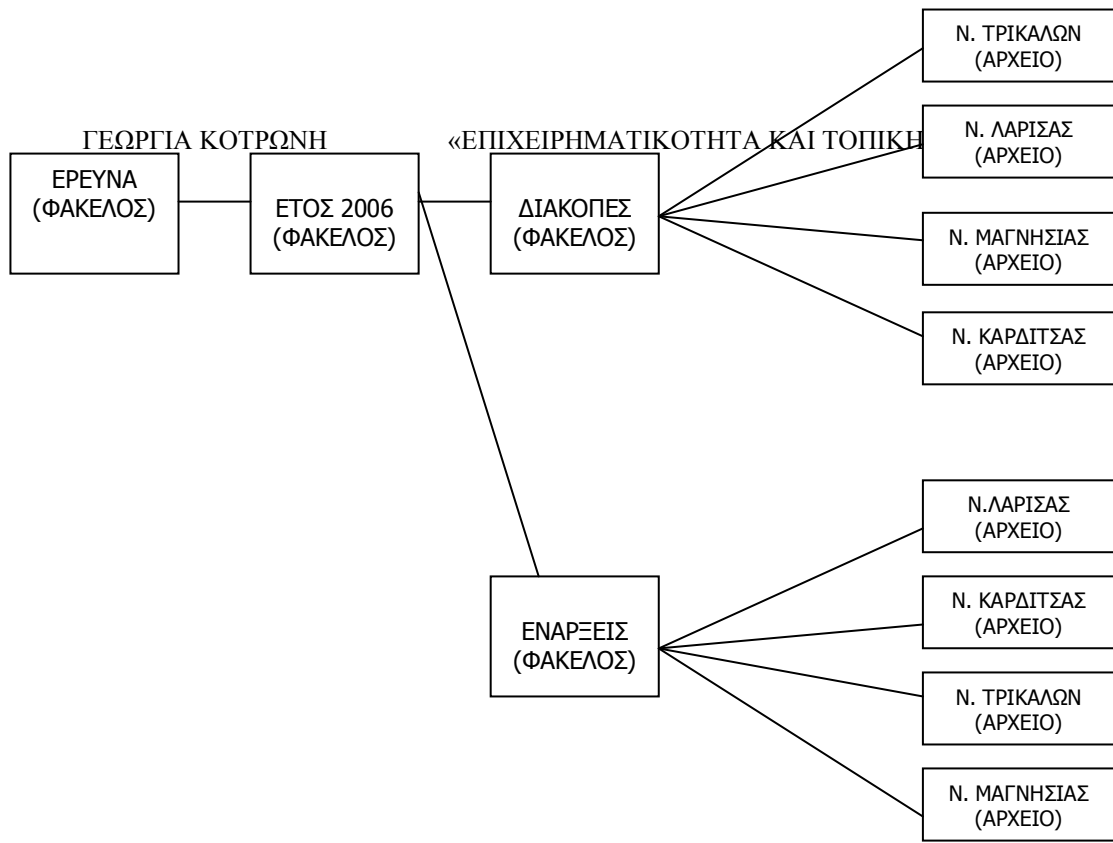 ΓΕΩΡΓΙΑ ΚΟΤΡΩΝΗ «ΕΠΙΧΕΙΡΗΜΑΤΙΚΟΤΗΤΑ ΚΑΙ ΤΟΠΙΚΗ
ΕΡΕΥΝΑ
(ΦΑΚΕΛΟΣ)
ΕΤΟΣ 2006
(ΦΑΚΕΛΟΣ)
ΔΙΑΚΟΠΕΣ
(ΦΑΚΕΛΟΣ)
Ν. ΤΡΙΚΑΛΩΝ
(ΑΡΧΕΙΟ)
Ν. ΛΑΡΙΣΑΣ
(ΑΡΧΕΙΟ)
Ν. ΜΑΓΝΗΣΙΑΣ
(ΑΡΧΕΙΟ)
Ν. ΚΑΡΔΙΤΣΑΣ
(ΑΡΧΕΙΟ)
ΕΝΑΡΞΕΙΣ
(ΦΑΚΕΛΟΣ)
Ν.ΛΑΡΙΣΑΣ
(ΑΡΧΕΙΟ)
Ν. ΚΑΡΔΙΤΣΑΣ
(ΑΡΧΕΙΟ)
Ν. ΤΡΙΚΑΛΩΝ
(ΑΡΧΕΙΟ)
Ν. ΜΑΓΝΗΣΙΑΣ
(ΑΡΧΕΙΟ)